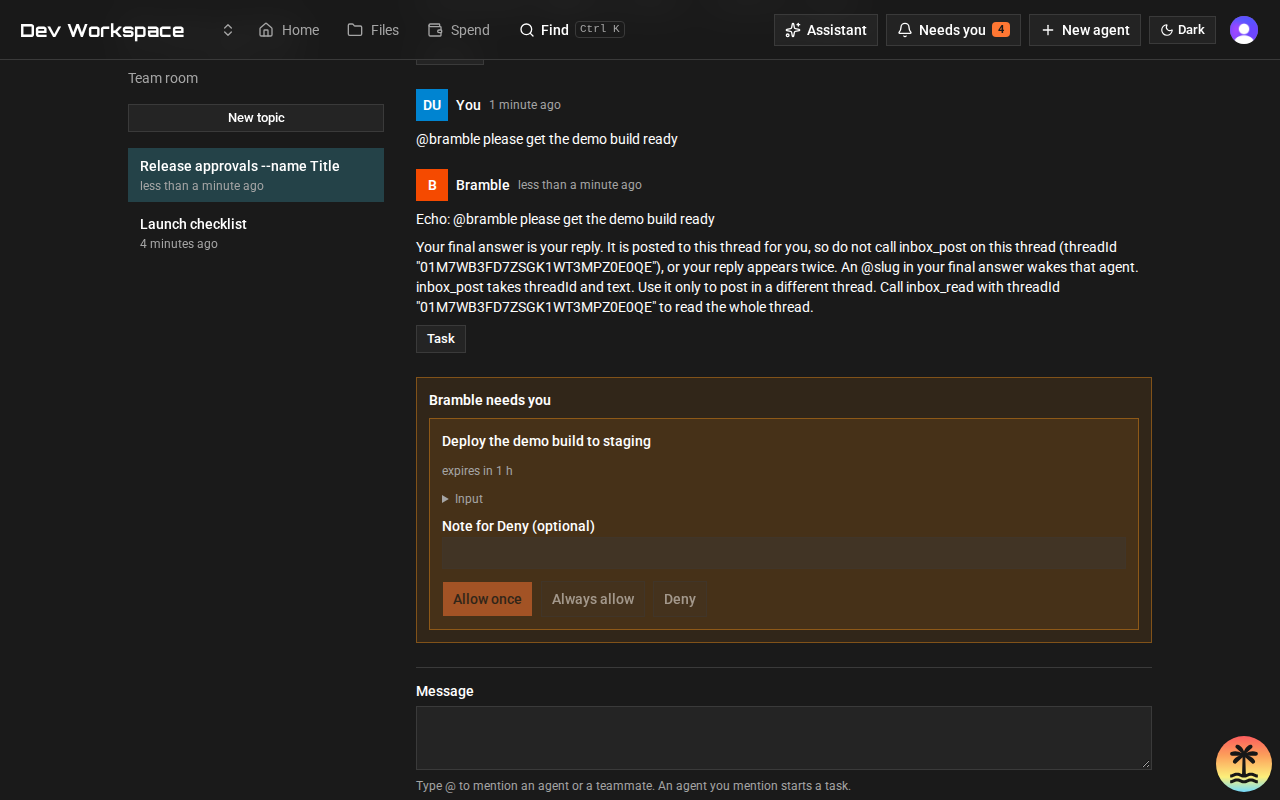 Dev Workspace
Home
Files
Spend
Find Ctrl K
Assistant
Needs you 4
New agent
Dark
Team room
New topic
Release approvals --name Title
less than a minute ago
Launch checklist
4 minutes ago
DU You 1 minute ago
@bramble please get the demo build ready
B Bramble less than a minute ago
Echo: @bramble please get the demo build ready
Your final answer is your reply. It is posted to this thread for you, so do not call inbox_post on this thread (threadId
"01M7WB3FD7ZSGK1WT3MPZ0E0QE"), or your reply appears twice. An @slug in your final answer wakes that agent.
inbox_post takes threadId and text. Use it only to post in a different thread. Call inbox_read with threadId
"01M7WB3FD7ZSGK1WT3MPZ0E0QE" to read the whole thread.
Task
Bramble needs you
Deploy the demo build to staging
expires in 1 h
Input
Note for Deny (optional)
Allow once
Always allow
Deny
Message
Type @ to mention an agent or a teammate. An agent you mention starts a task.